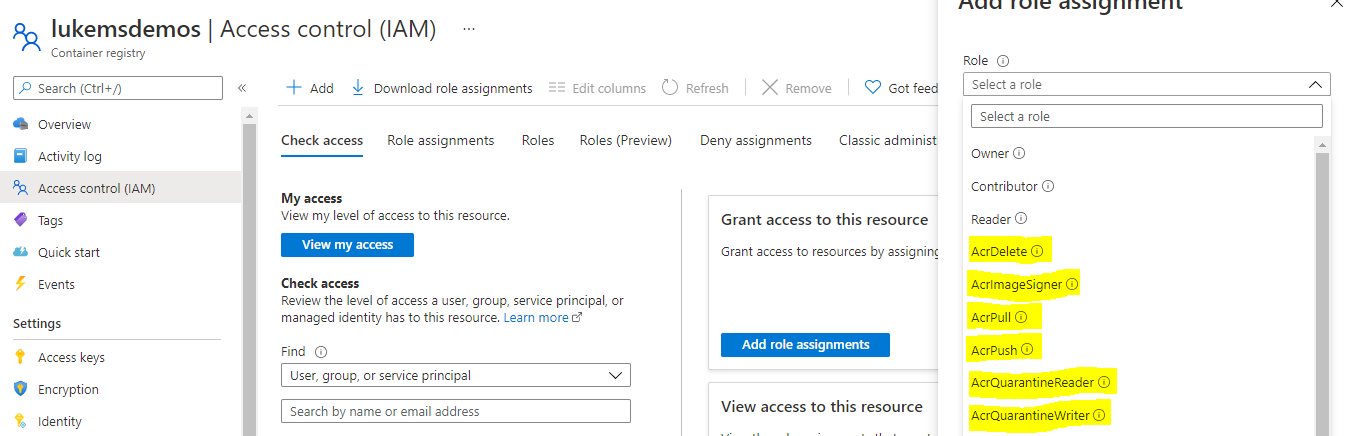 lukemsdemos | Access control (IAM) ...
Container registry
Search (Ctrl+/)
«
Overview
Activity log
Access control (IAM)
Tags
Quick start
Events
Settings
Access keys
Encryption
Identity
Add
Download role assignments
Edit columns
Refresh
Remove
Got feed
Check access
Role assignments
Roles
Roles (Preview)
Deny assignments
Classic administ
My access
View my level of access to this resource.
View my access
Check access
Review the level of access a user, group, service principal, or
managed identity has to this resource. Learn more
Find
User, group, or service principal
Search by name or email address
Grant access to this resource
Grant access to resources by assigning
Add role assignments
View access to this resource
Add role assignment
Role
Select a role
Select a role
Owner
Contributor
Reader
AcrDelete
AcrImageSigner
AcrPull
AcrPush
AcrQuarantineReader
AcrQuarantineWriter